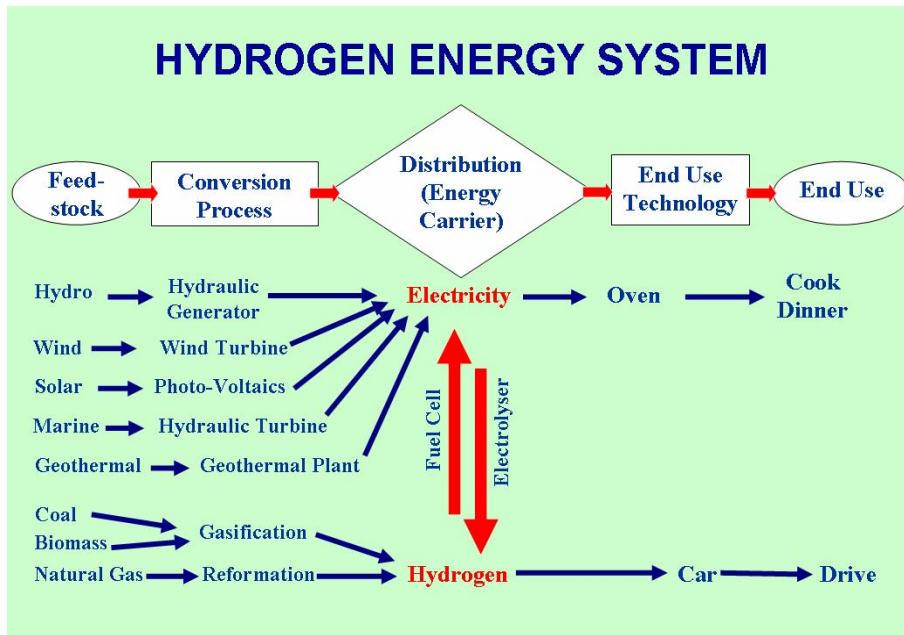 HYDROGEN ENERGY SYSTEM
Feed-
stock
Conversion
Process
Distribution
(Energy
Carrier)
End Use
Technology
End Use
Hydro
Hydraulic
Generator
Electricity
Oven
Cook
Dinner
Wind
Wind Turbine
Solar
Photo-Voltaics
Marine
Hydraulic Turbine
Geothermal
Geothermal Plant
Fuel Cell
Electrolyser
Coal
Biomass
Gasification
Natural Gas
Reformation
Hydrogen
Car
Drive